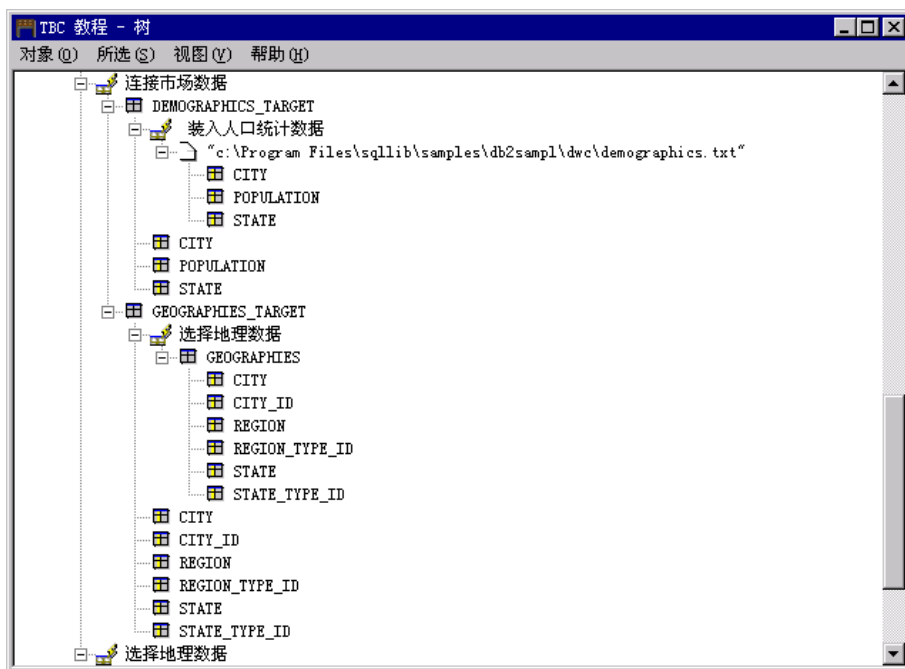 TBC 教程 - 树
对象(O) 所选(S) 视图(V) 帮助(H)
连接市场数据
DEMOGRAPHICS_TARGET
装入人口统计数据
"c:\Program Files\sqllib\samples\db2sampl\dwc\demographics.txt"
CITY
POPULATION
STATE
CITY
POPULATION
STATE
GEOGRAPHIES_TARGET
选择地理数据
GEOGRAPHIES
CITY
CITY_ID
REGION
REGION_TYPE_ID
STATE
STATE_TYPE_ID
CITY
CITY_ID
REGION
REGION_TYPE_ID
STATE
STATE_TYPE_ID
选择地理数据